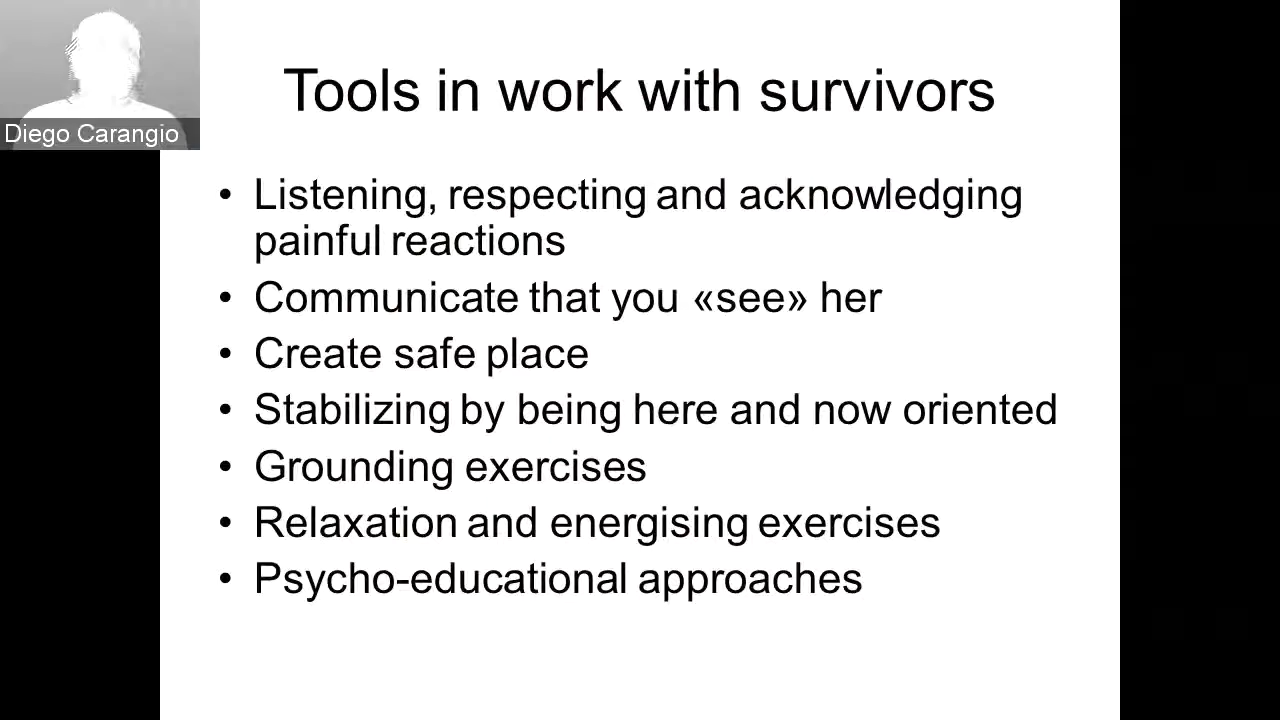 Diego Carangio
Tools in work with survivors
• Listening, respecting and acknowledging
painful reactions
• Communicate that you «see» her
• Create safe place
• Stabilizing by being here and now oriented
• Grounding exercises
• Relaxation and energising exercises
• Psycho-educational approaches